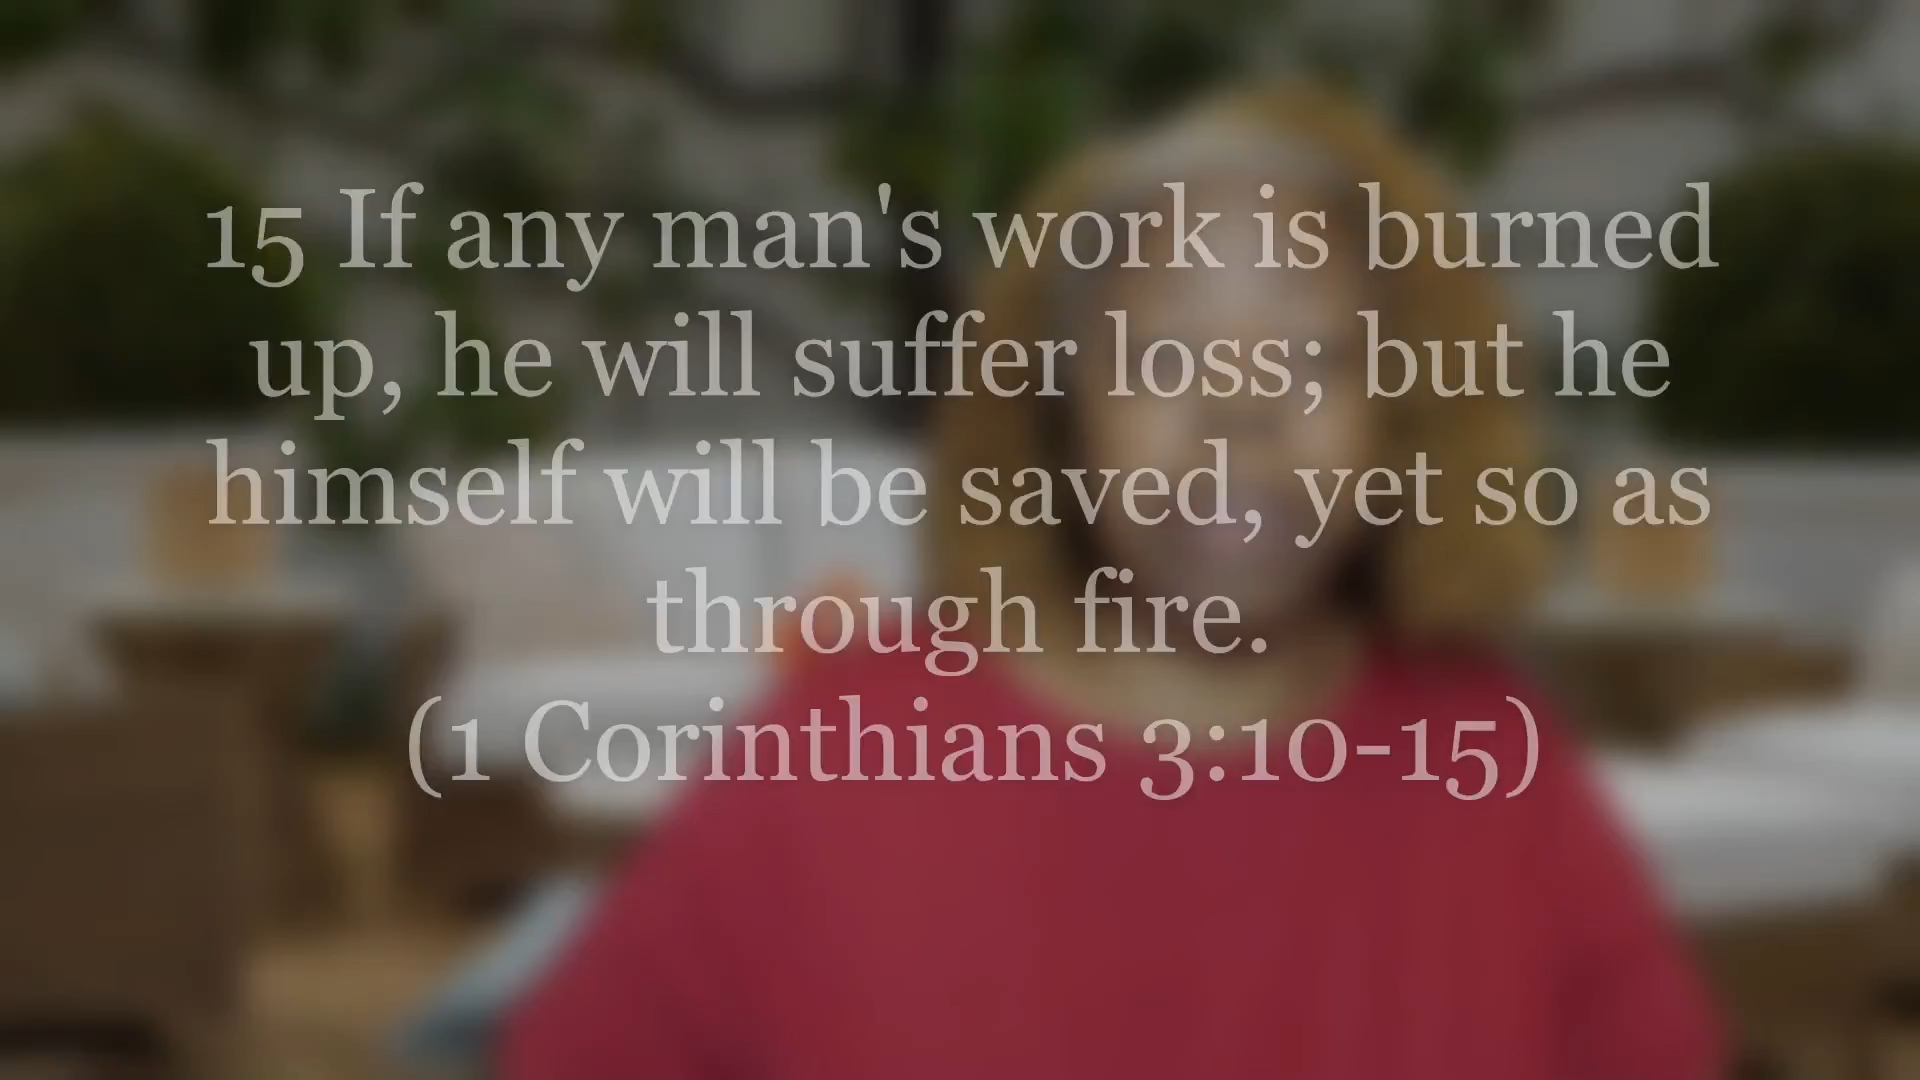 15 If any man's work is burned
up, he will suffer loss; but he
himself will be saved, yet so as
through fire.
(1 Corinthians 3:10-15)